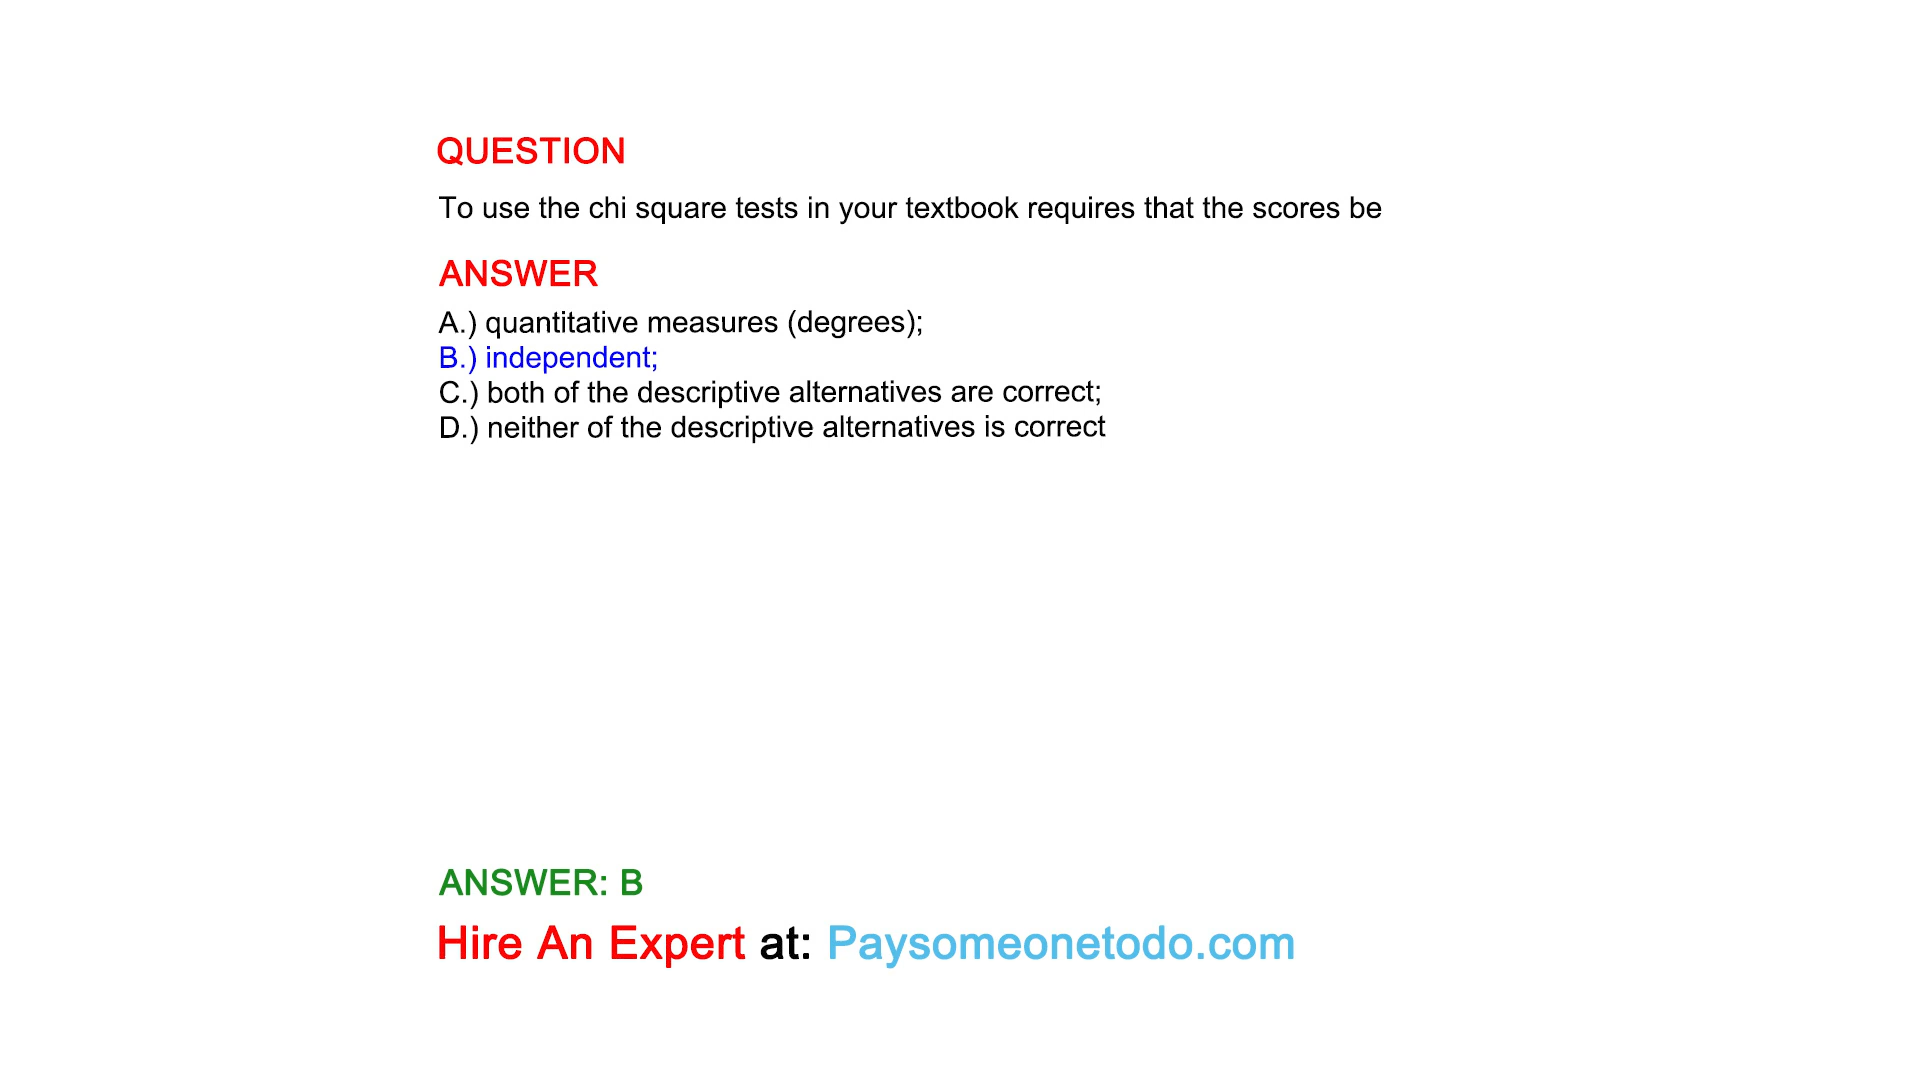 QUESTION
To use the chi square tests in your textbook requires that the scores be
ANSWER
A.) quantitative measures (degrees);
B.) independent;
C.) both of the descriptive alternatives are correct;
D.) neither of the descriptive alternatives is correct
ANSWER: B
Hire An Expert at: Paysomeonetodo.com